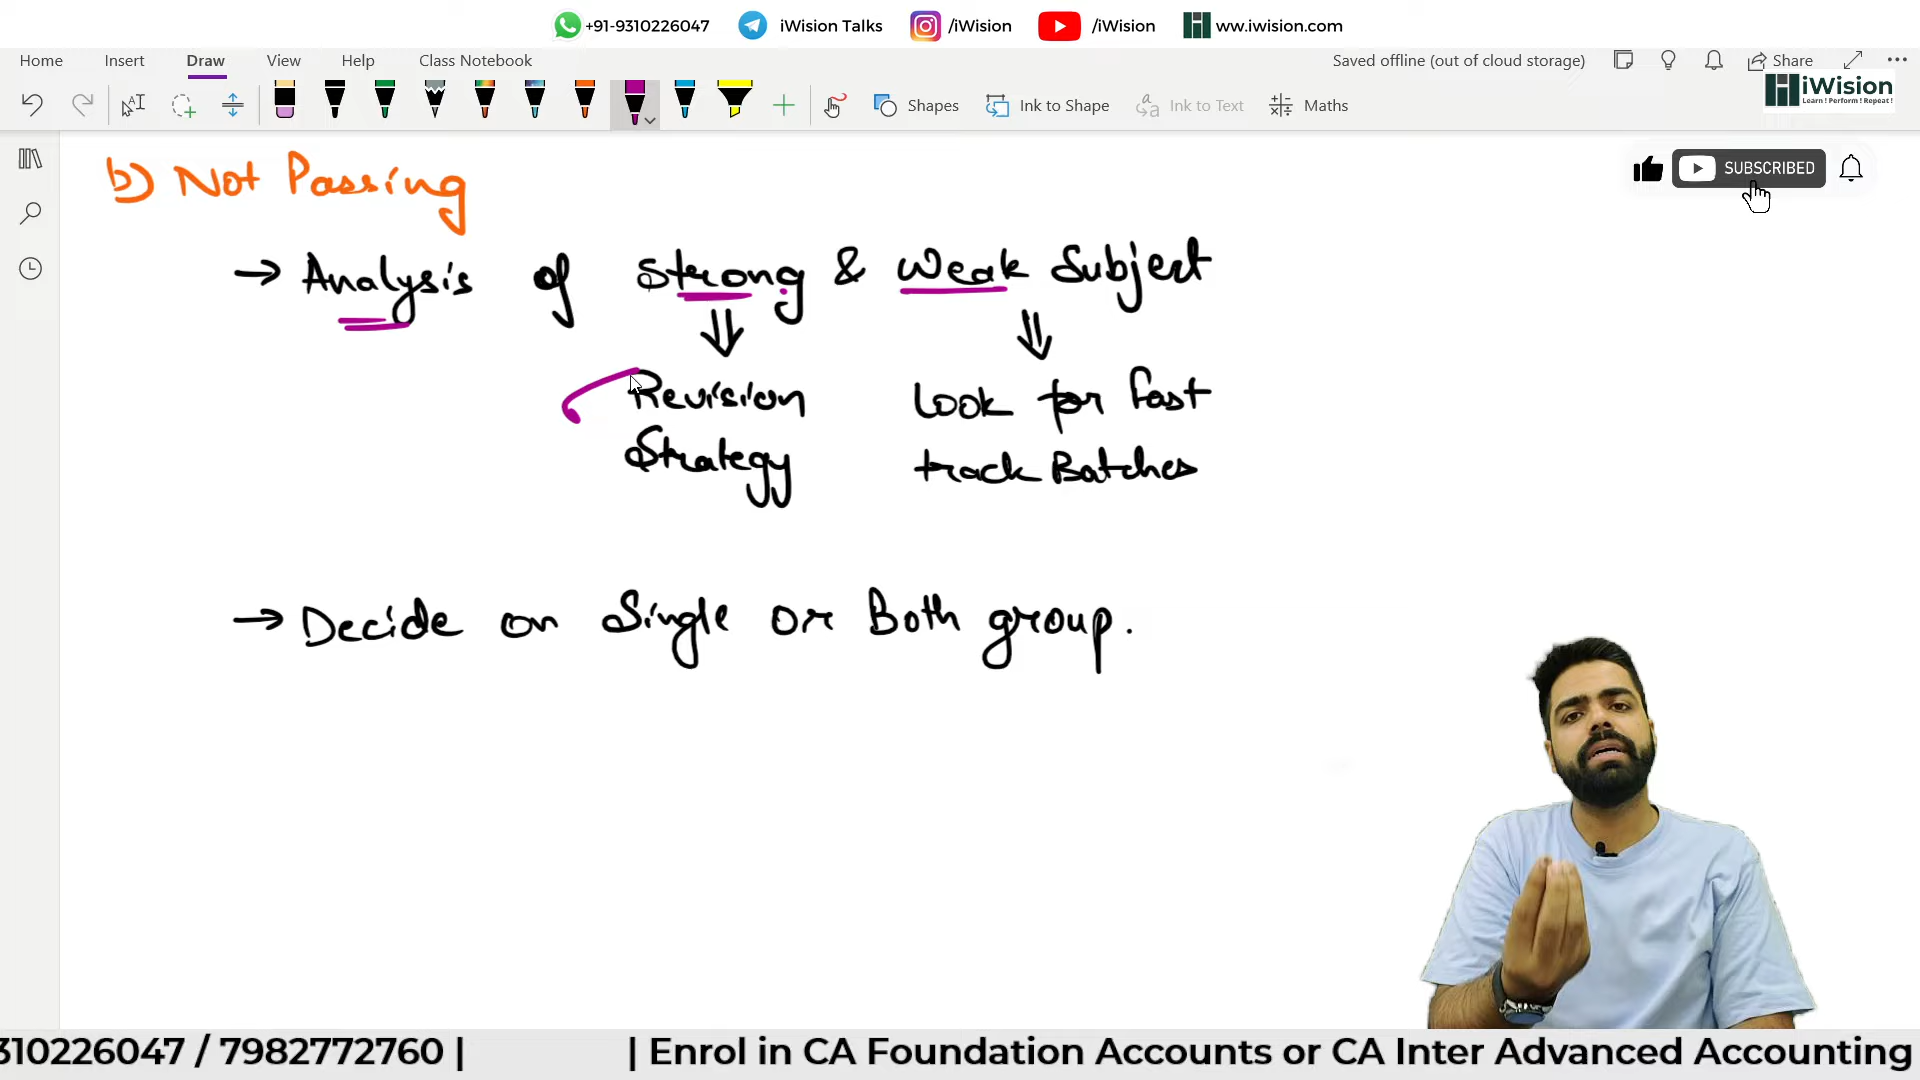 +91-9310226047 iWision Talks /iWision /iWision ww.iwision.com
Home Insert Draw View Help Class Notebook Saved offline (out of cloud storage) Share
Shapes Ink to Shape Ink to Text Maths
iWision
Learn ! Perform ! Repeat !
SUBSCRIBED
b) Not Passing
→ Analysis of Strong & Weak Subject
Revision Look for fast
Strategy track Batches
→ Decide on Single or Both group.
310226047 / 7982772760 | | Enrol in CA Foundation Accounts or CA Inter Advanced Accounting